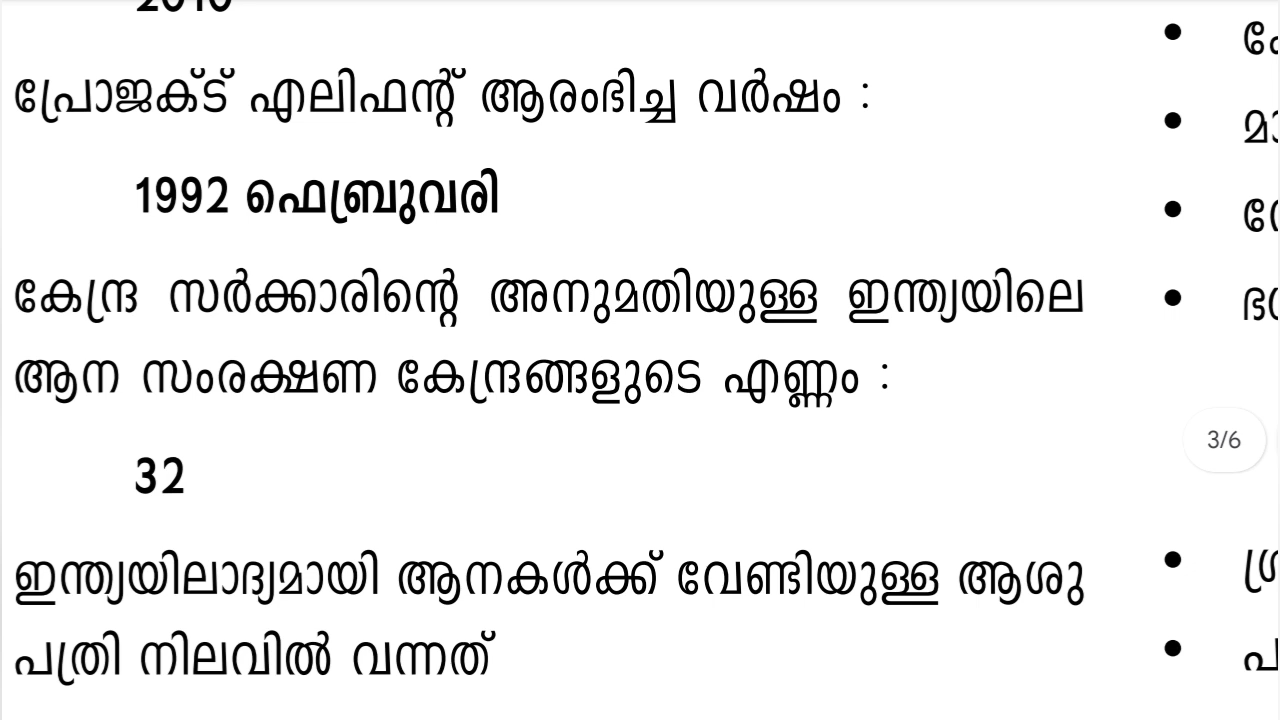 2010
പ്രോജക്ട് എലിഫന്റ് ആരംഭിച്ച വർഷം :
1992 ഫെബ്രുവരി
കേന്ദ്ര സർക്കാരിന്റെ അനുമതിയുള്ള ഇന്ത്യയിലെ
ആന സംരക്ഷണ കേന്ദ്രങ്ങളുടെ എണ്ണം :
32
ഇന്ത്യയിലാദ്യമായി ആനകൾക്ക് വേണ്ടിയുള്ള ആശു
പത്രി നിലവിൽ വന്നത്
3/6